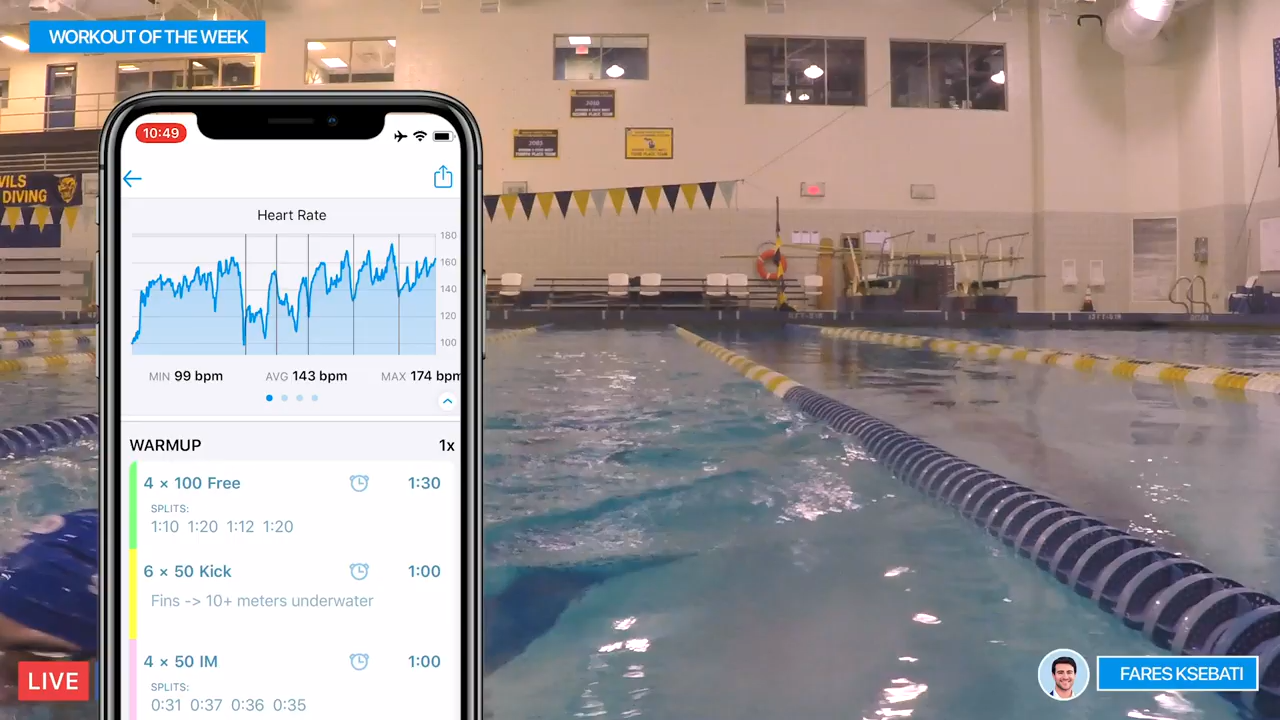 WORKOUT OF THE WEEK
10:49
Heart Rate
180
160
140
120
100
MIN 99 bpm AVG 143 bpm MAX 174 bpm
WARMUP 1x
4 × 100 Free 1:30
SPLITS:
1:10 1:20 1:12 1:20
6 × 50 Kick 1:00
Fins -> 10+ meters underwater
4 × 50 IM 1:00
SPLITS:
0:31 0:37 0:36 0:35
VILS
DIVING
2010
2003
LIVE
FARES KSEBATI